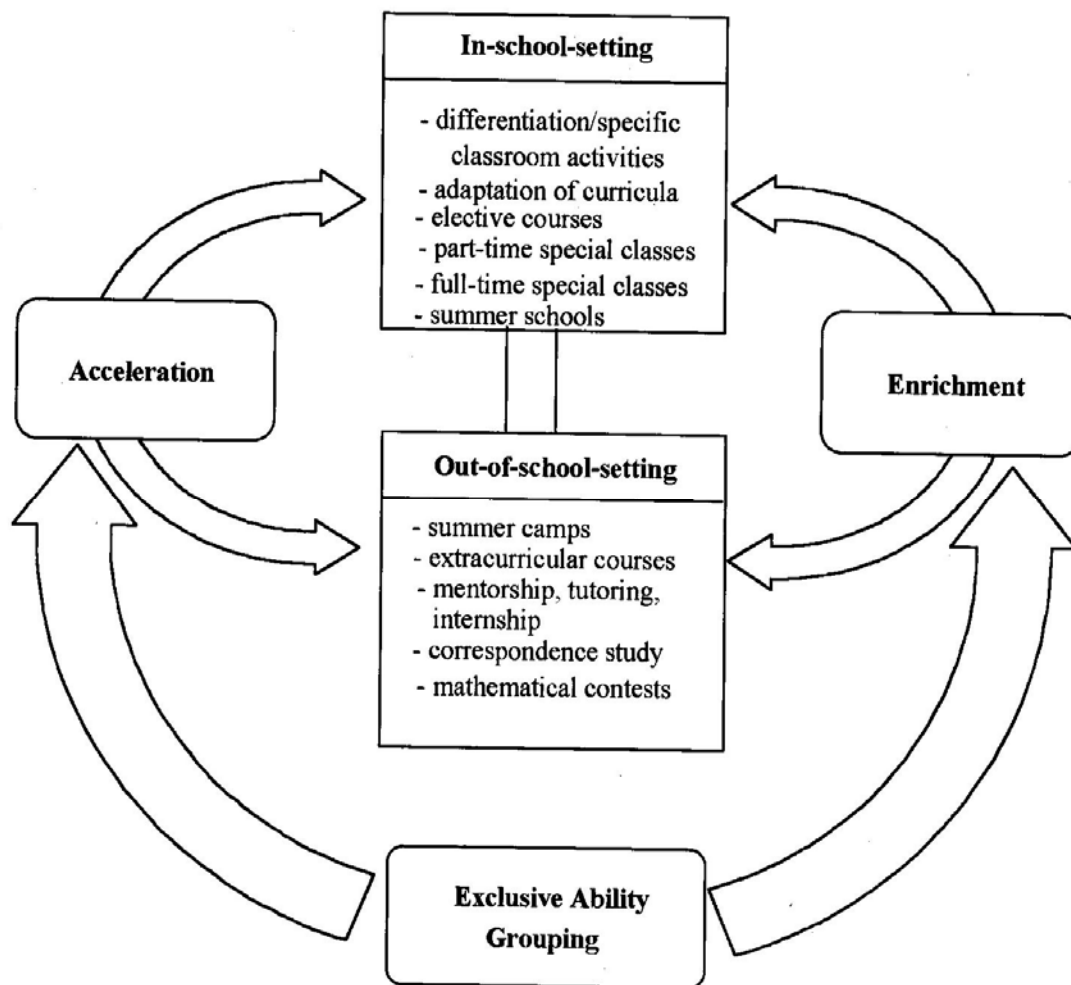 In-school-setting
- differentiation/specific
classroom activities
- adaptation of curricula
- elective courses
- part-time special classes
- full-time special classes
- summer schools
Acceleration
Enrichment
Out-of-school-setting
- summer camps
- extracurricular courses
- mentorship, tutoring,
internship
- correspondence study
- mathematical contests
Exclusive Ability
Grouping